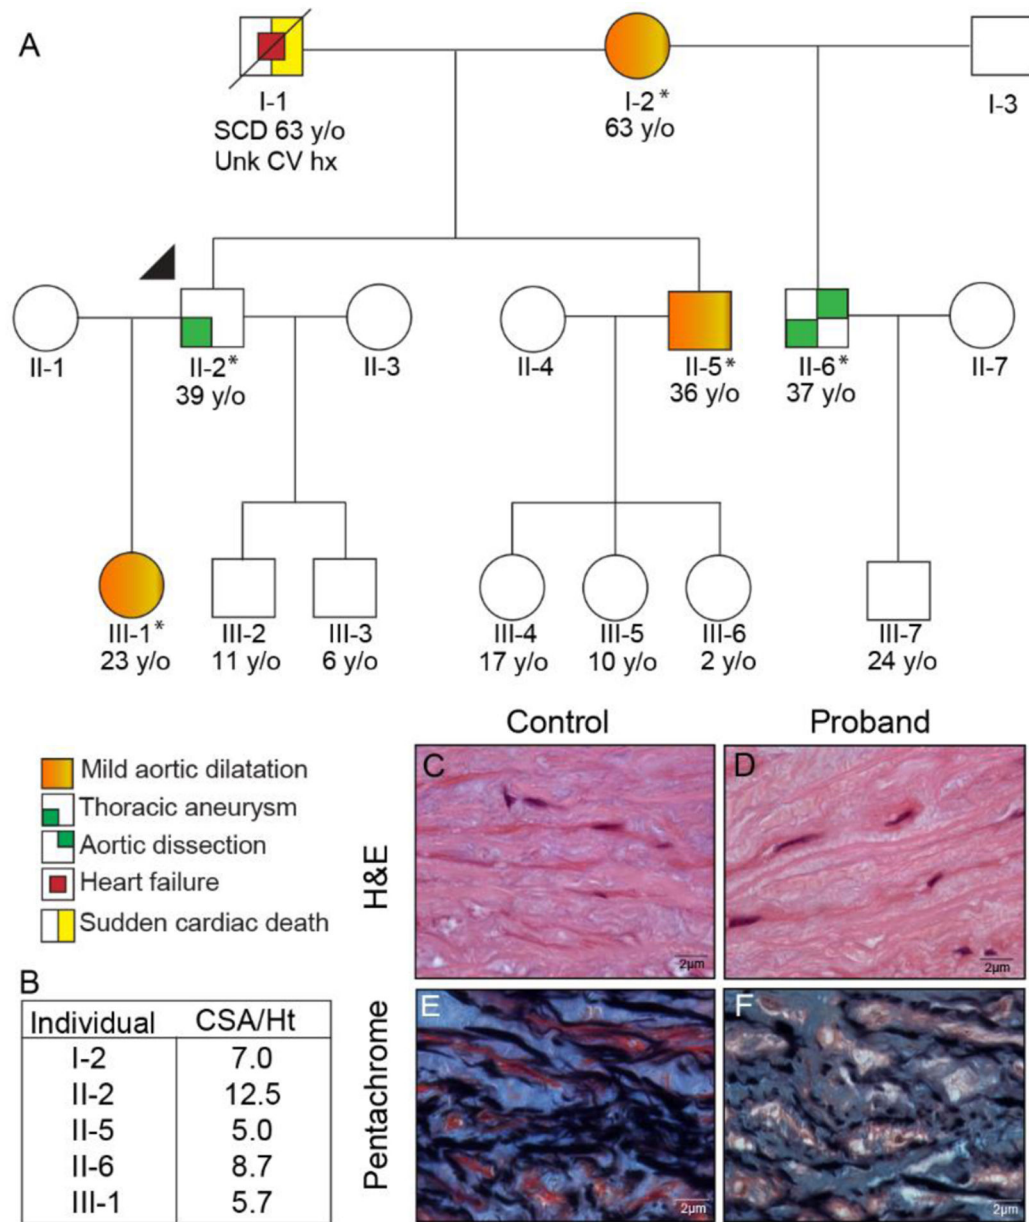 A
I-1
SCD 63 y/o
Unk CV hx
I-2*
63 y/o
I-3
II-1
II-2*
39 y/o
II-3
II-4
II-5*
36 y/o
II-6*
37 y/o
II-7
III-1*
23 y/o
III-2
11 y/o
III-3
6 y/o
III-4
17 y/o
III-5
10 y/o
III-6
2 y/o
III-7
24 y/o
Mild aortic dilatation
Thoracic aneurysm
Aortic dissection
Heart failure
Sudden cardiac death
B
Individual CSA/Ht
I-2 7.0
II-2 12.5
II-5 5.0
II-6 8.7
III-1 5.7
Control
Proband
H&E
C
2μm
D
2μm
Pentachrome
E
2μm
F
2μm